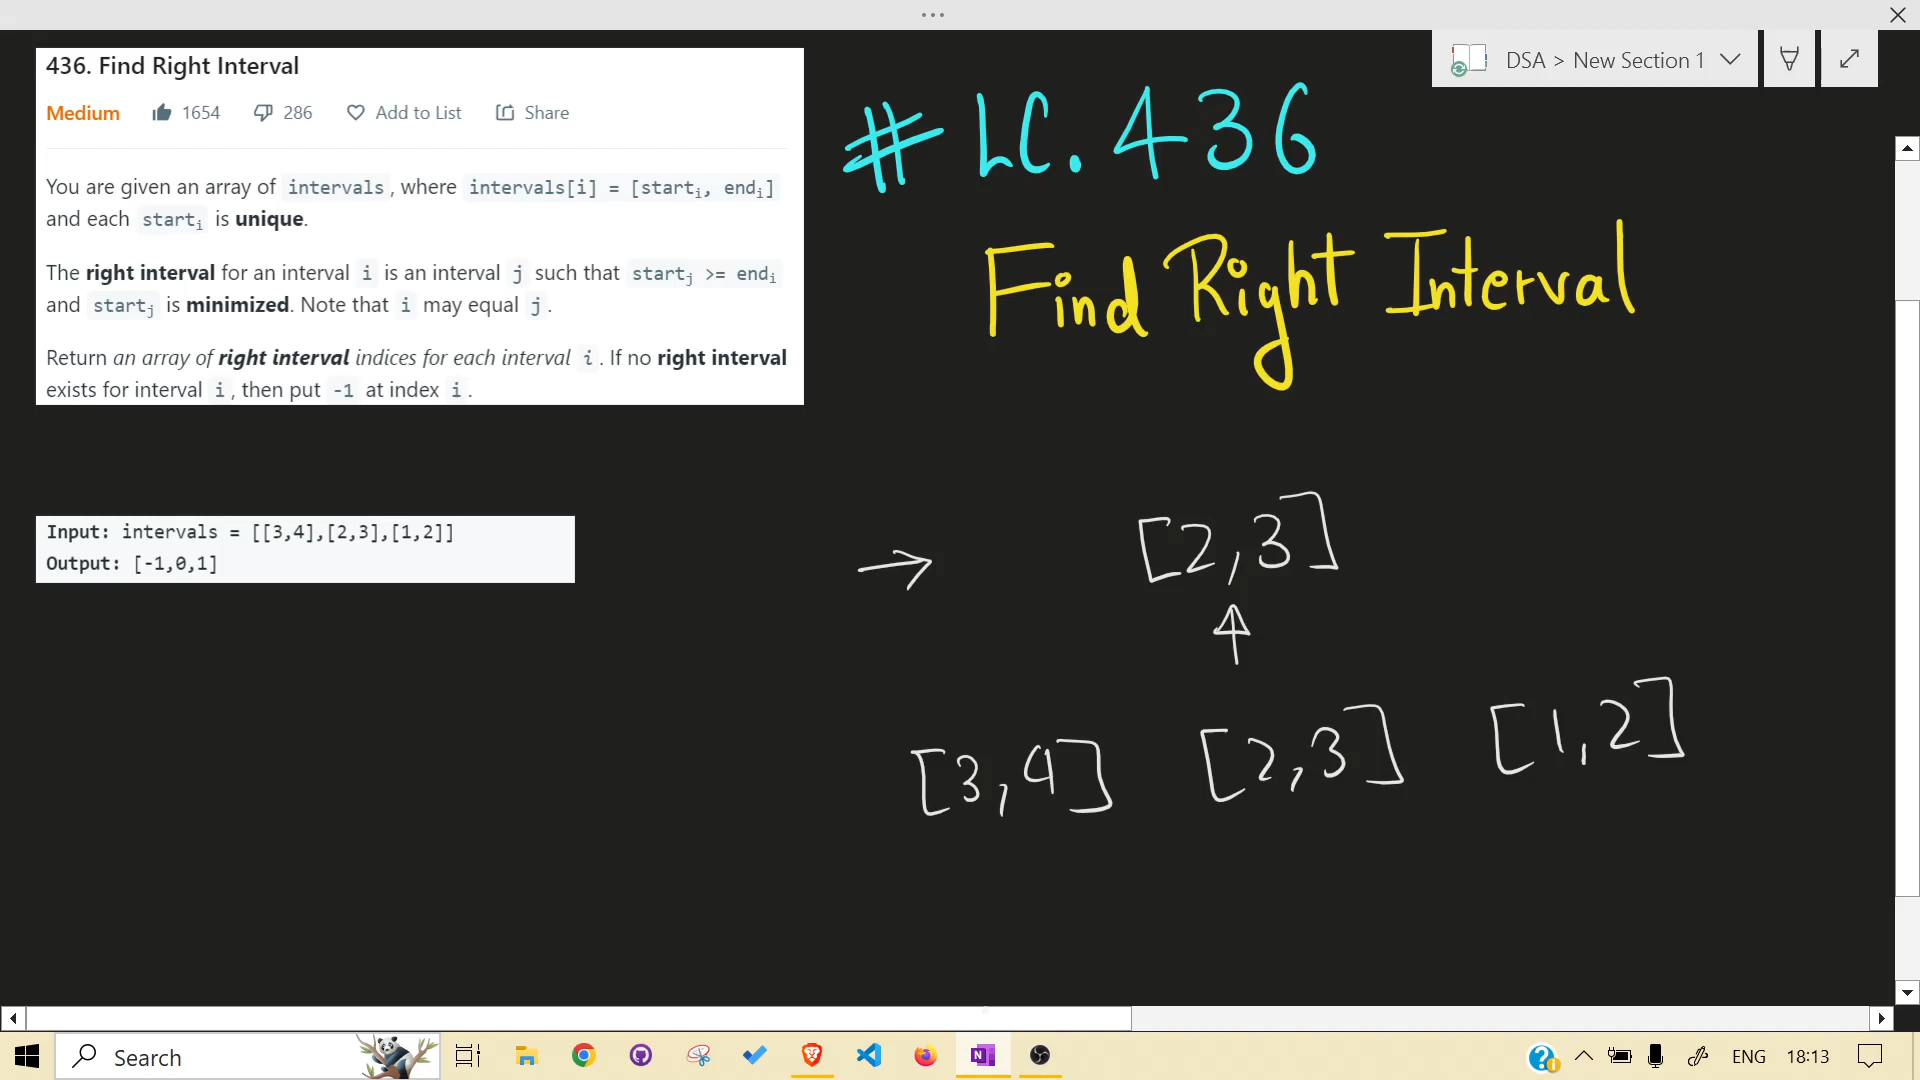 DSA > New Section 1
436. Find Right Interval
Medium 1654 286 Add to List Share
You are given an array of intervals, where intervals[i] = [starti, endi]
and each starti is unique.
The right interval for an interval i is an interval j such that startj >= endi
and startj is minimized. Note that i may equal j.
Return an array of right interval indices for each interval i. If no right interval
exists for interval i, then put -1 at index i.
# LC.436
Find Right Interval
Input: intervals = [[3,4],[2,3],[1,2]]
Output: [-1,0,1]
→ [2,3]
↑
[3,4] [2,3] [1,2]
Search
ENG 18:13